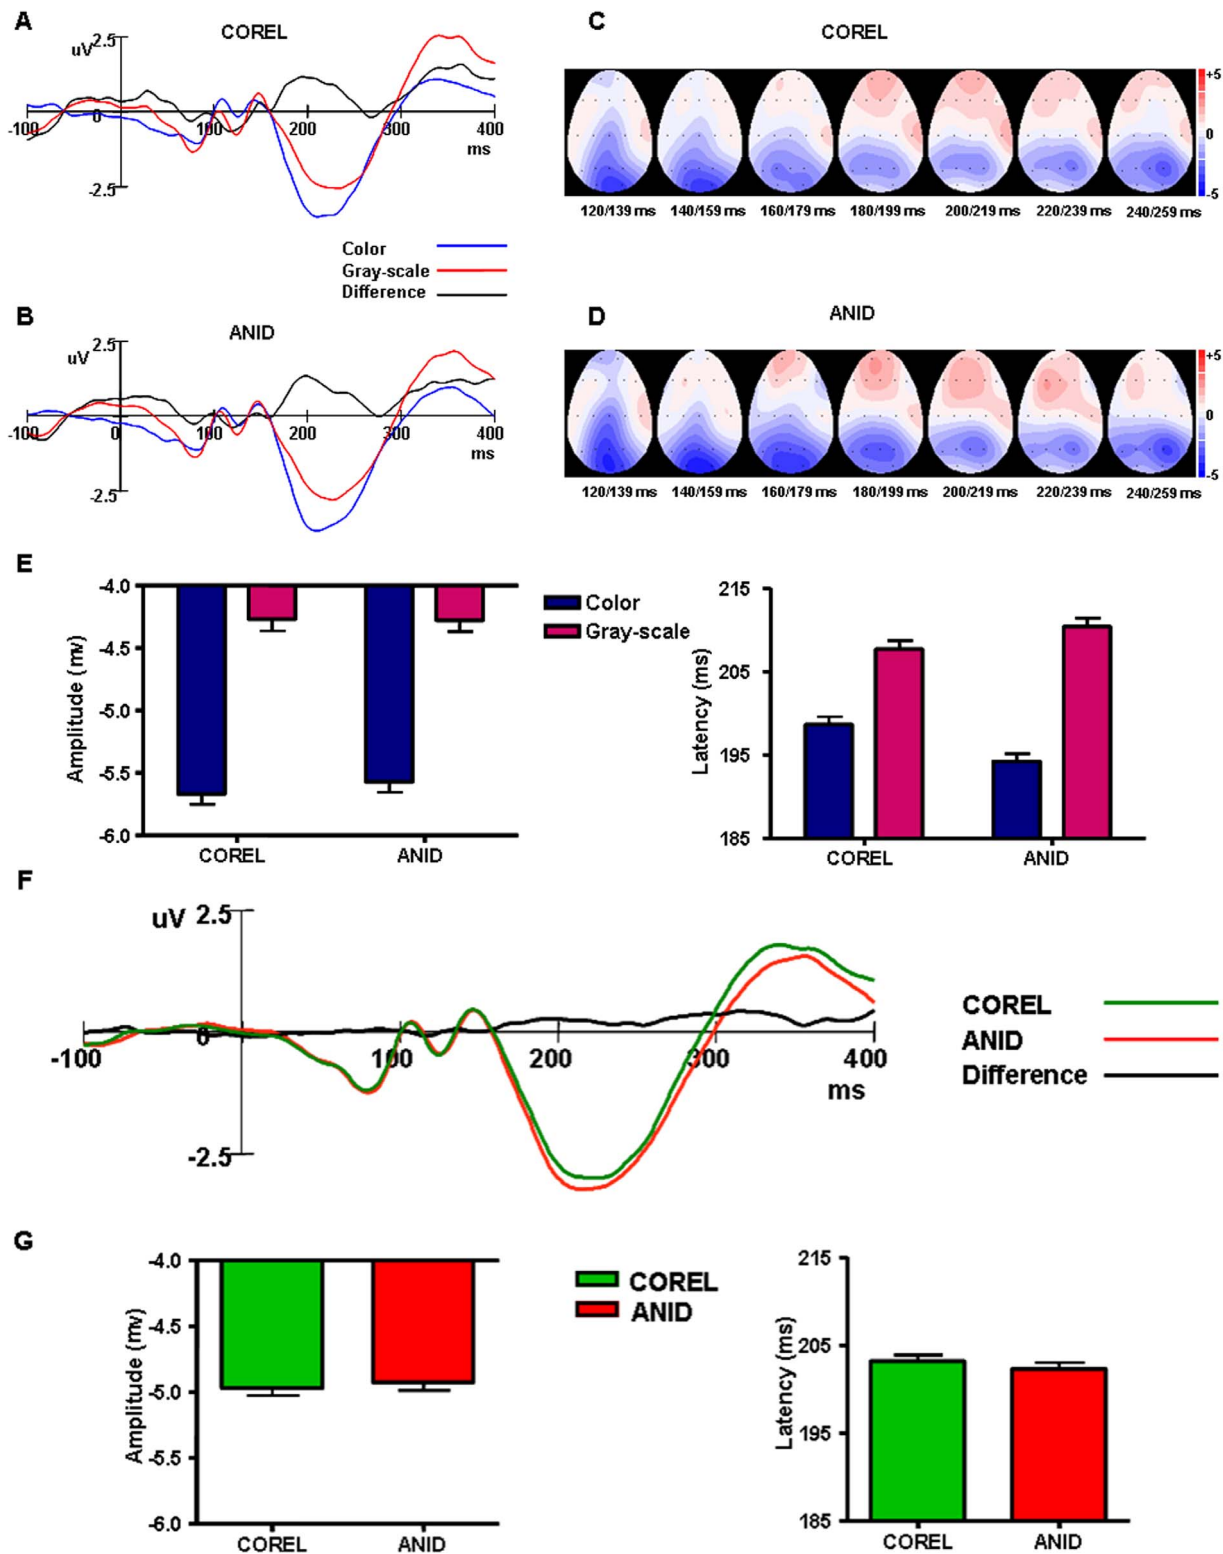 A
COREL
uV
2.5
-100
0
100
200
300
400
ms
-2.5
Color
Gray-scale
Difference
B
ANID
uV
2.5
-100
0
100
200
300
400
ms
-2.5
C
COREL
+5
0
-5
120/139 ms 140/159 ms 160/179 ms 180/199 ms 200/219 ms 220/239 ms 240/259 ms
D
ANID
+5
0
-5
120/139 ms 140/159 ms 160/179 ms 180/199 ms 200/219 ms 220/239 ms 240/259 ms
E
Amplitude (mv)
-4.0
-4.5
-5.0
-5.5
-6.0
COREL ANID
Color
Gray-scale
Latency (ms)
215
205
195
185
COREL ANID
F
uV 2.5
-100 0 100 200 300 400
ms
-2.5
COREL
ANID
Difference
G
Amplitude (mv)
-4.0
-4.5
-5.0
-5.5
-6.0
COREL ANID
COREL
ANID
Latency (ms)
215
205
195
185
COREL ANID